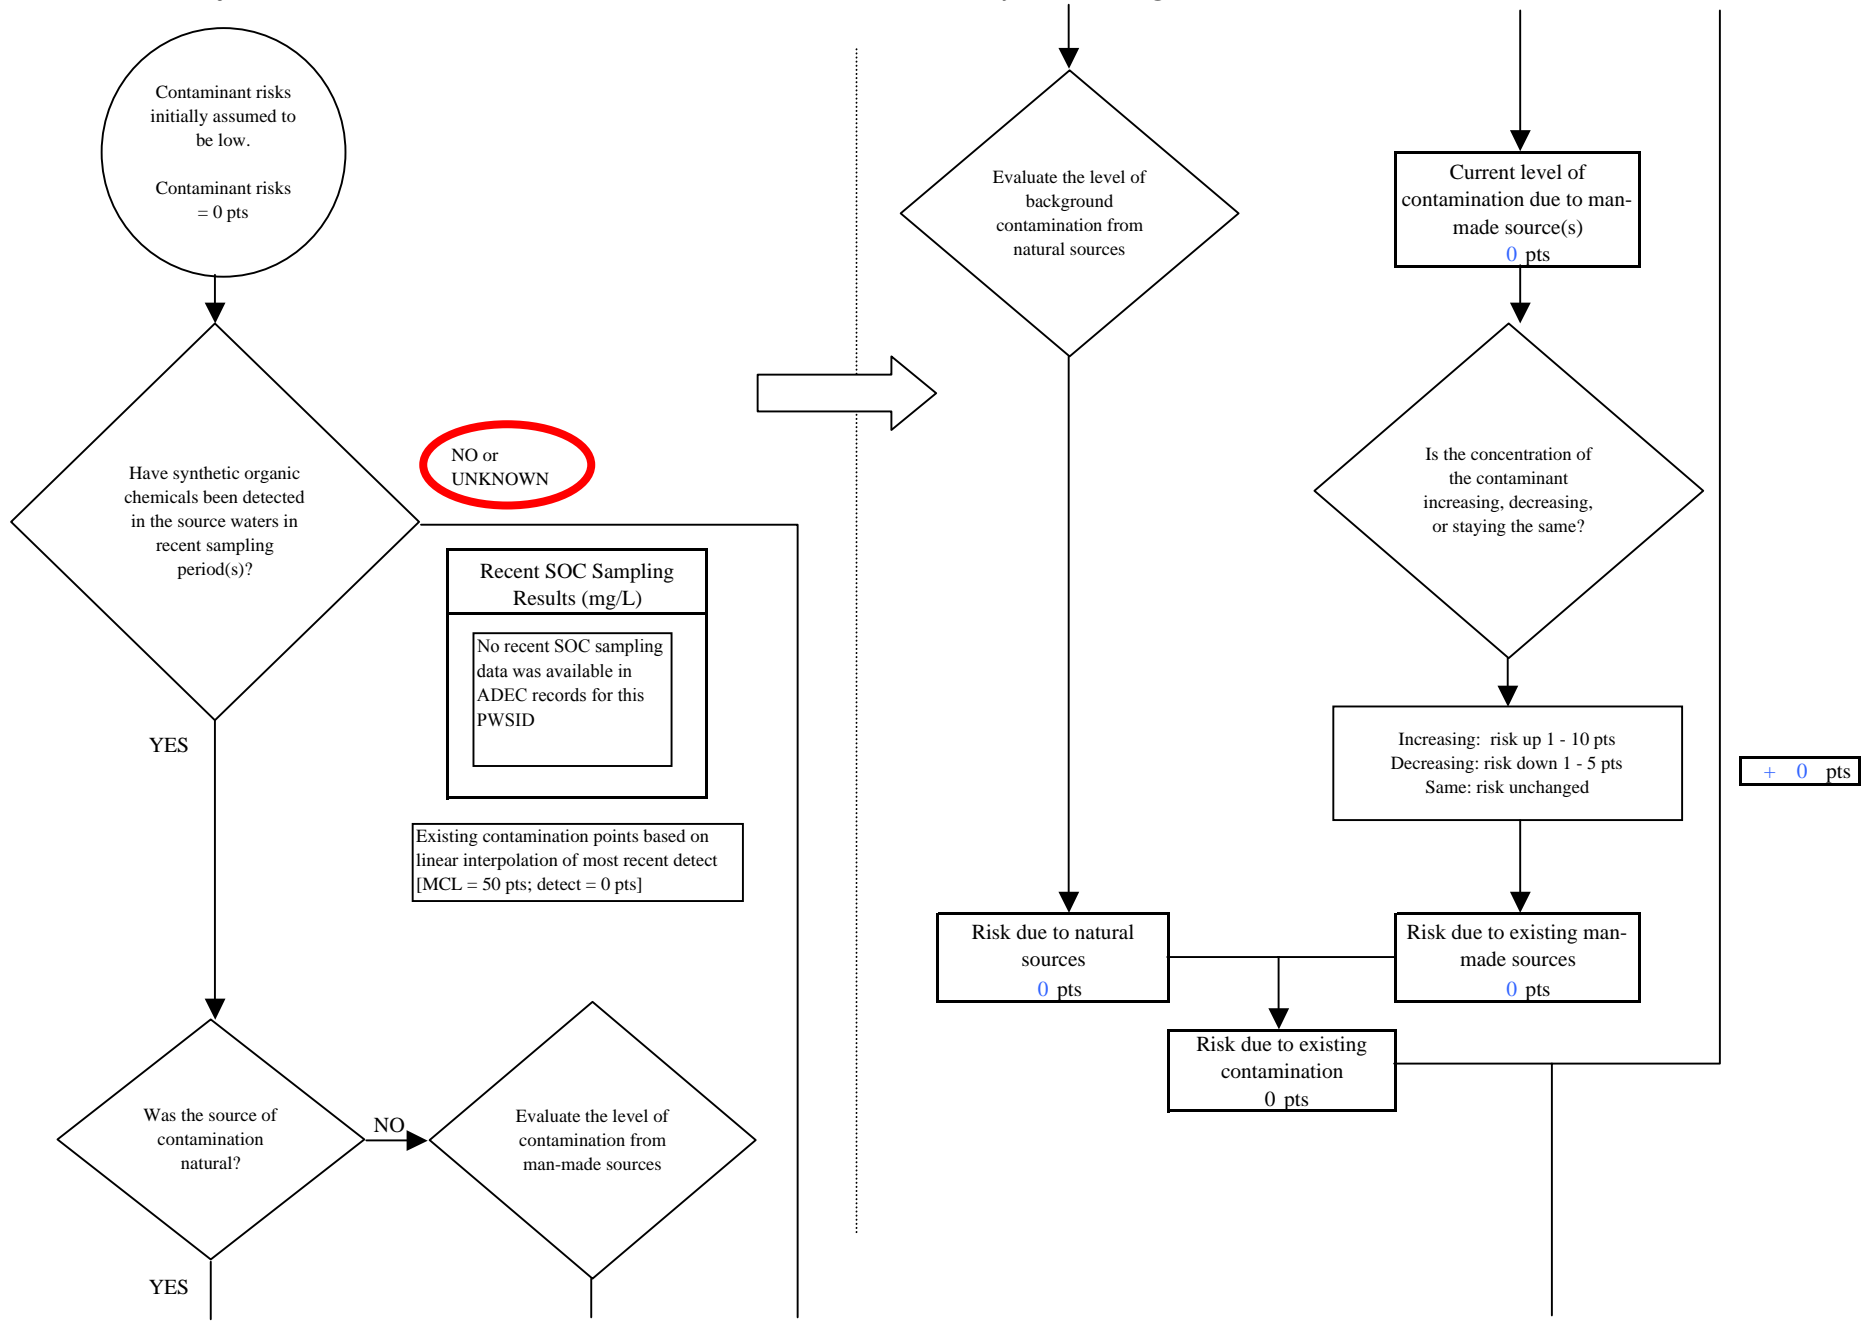 Contaminant risks
initially assumed to
be low.
Contaminant risks
= 0 pts
Have synthetic organic
chemicals been detected
in the source waters in
recent sampling
period(s)?
NO or
UNKNOWN
Recent SOC Sampling
Results (mg/L)
No recent SOC sampling
data was available in
ADEC records for this
PWSID
YES
Existing contamination points based on
linear interpolation of most recent detect
[MCL = 50 pts; detect = 0 pts]
Was the source of
contamination
natural?
NO
Evaluate the level of
contamination from
man-made sources
YES
Evaluate the level of
background
contamination from
natural sources
Current level of
contamination due to man-
made source(s)
0 pts
Is the concentration of
the contaminant
increasing, decreasing,
or staying the same?
Increasing: risk up 1 - 10 pts
Decreasing: risk down 1 - 5 pts
Same: risk unchanged
+ 0 pts
Risk due to natural
sources
0 pts
Risk due to existing man-
made sources
0 pts
Risk due to existing
contamination
0 pts